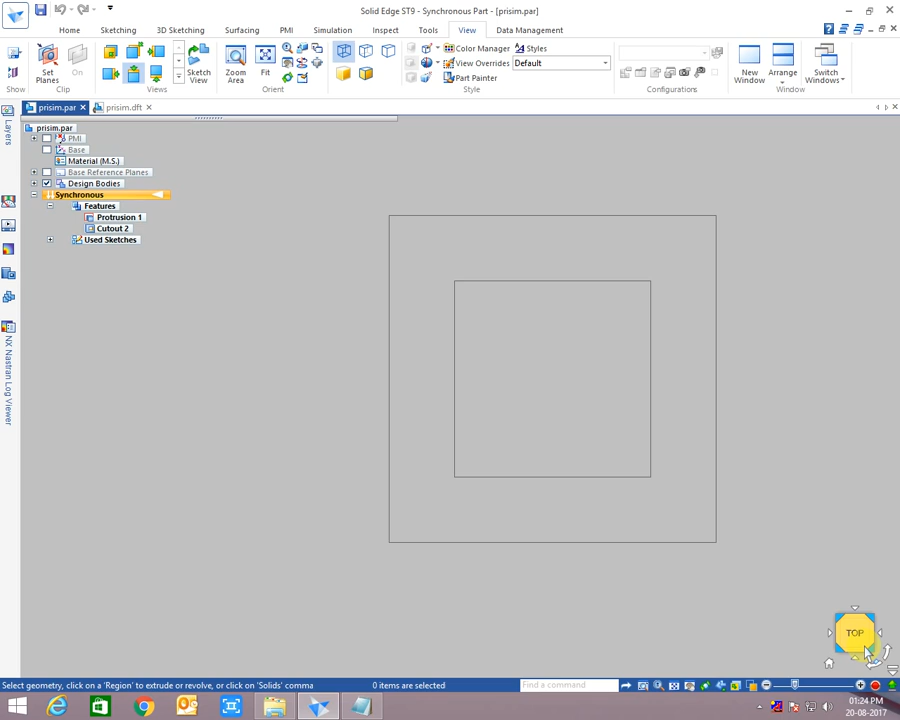 Solid Edge ST9 - Synchronous Part - [prisim.par]
Home Sketching 3D Sketching Surfacing PMI Simulation Inspect Tools View Data Management
Set Planes On Sketch View Zoom Area Fit
Color Manager Styles
View Overrides Default
Part Painter
New Window Arrange Switch Windows
Show Clip Views Orient Style Configurations Window
prisim.par prisim.dft
Layers
prisim.par
PMI
Base
Material (M.S.)
Base Reference Planes
Design Bodies
Synchronous
Features
Protrusion 1
Cutout 2
Used Sketches
NX Nastran Log Viewer
TOP
Select geometry, click on a 'Region' to extrude or revolve, or click on 'Solids' comma 0 items are selected Find a command
01:24 PM
20-08-2017